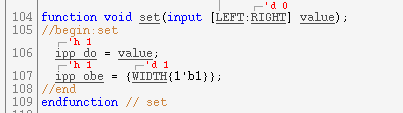 'd 0
104 function void set(input [LEFT:RIGHT] value);
105 //begin:set
'h 1
106 ipp_do = value;
'h 1 'd 1
107 ipp_obe = {WIDTH{1'b1}};
108 //end
109 endfunction // set